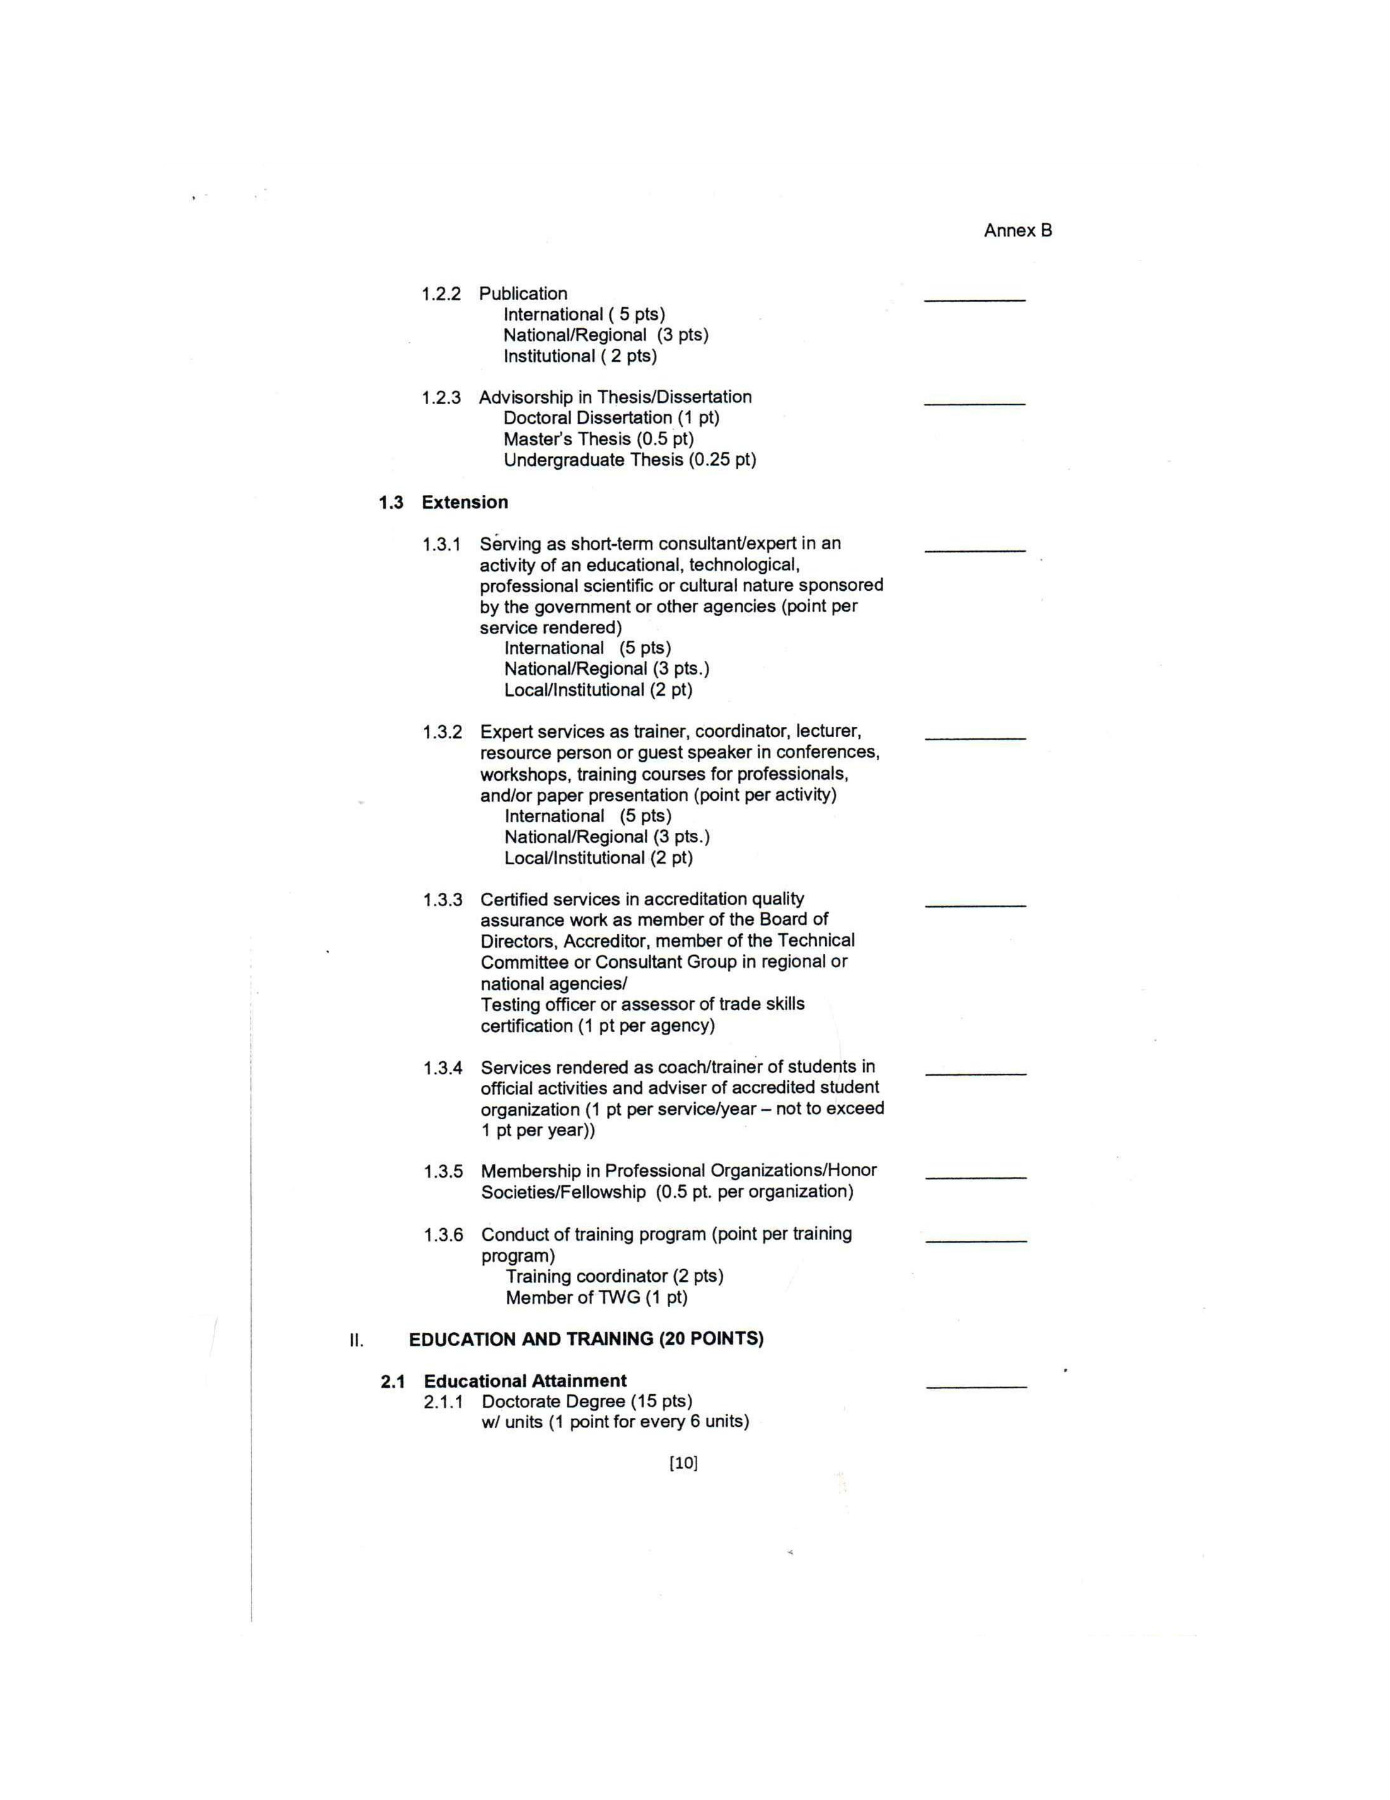 Annex B
1.2.2 Publication
International ( 5 pts)
National/Regional (3 pts)
Institutional ( 2 pts)
1.2.3 Advisorship in Thesis/Dissertation
Doctoral Dissertation (1 pt)
Master's Thesis (0.5 pt)
Undergraduate Thesis (0.25 pt)
1.3 Extension
1.3.1 Serving as short-term consultant/expert in an
activity of an educational, technological,
professional scientific or cultural nature sponsored
by the government or other agencies (point per
service rendered)
International (5 pts)
National/Regional (3 pts.)
Local/Institutional (2 pt)
1.3.2 Expert services as trainer, coordinator, lecturer,
resource person or guest speaker in conferences,
workshops, training courses for professionals,
and/or paper presentation (point per activity)
International (5 pts)
National/Regional (3 pts.)
Local/Institutional (2 pt)
1.3.3 Certified services in accreditation quality
assurance work as member of the Board of
Directors, Accreditor, member of the Technical
Committee or Consultant Group in regional or
national agencies/
Testing officer or assessor of trade skills
certification (1 pt per agency)
1.3.4 Services rendered as coach/trainer of students in
official activities and adviser of accredited student
organization (1 pt per service/year – not to exceed
1 pt per year))
1.3.5 Membership in Professional Organizations/Honor
Societies/Fellowship (0.5 pt. per organization)
1.3.6 Conduct of training program (point per training
program)
Training coordinator (2 pts)
Member of TWG (1 pt)
II. EDUCATION AND TRAINING (20 POINTS)
2.1 Educational Attainment
2.1.1 Doctorate Degree (15 pts)
w/ units (1 point for every 6 units)
[10]